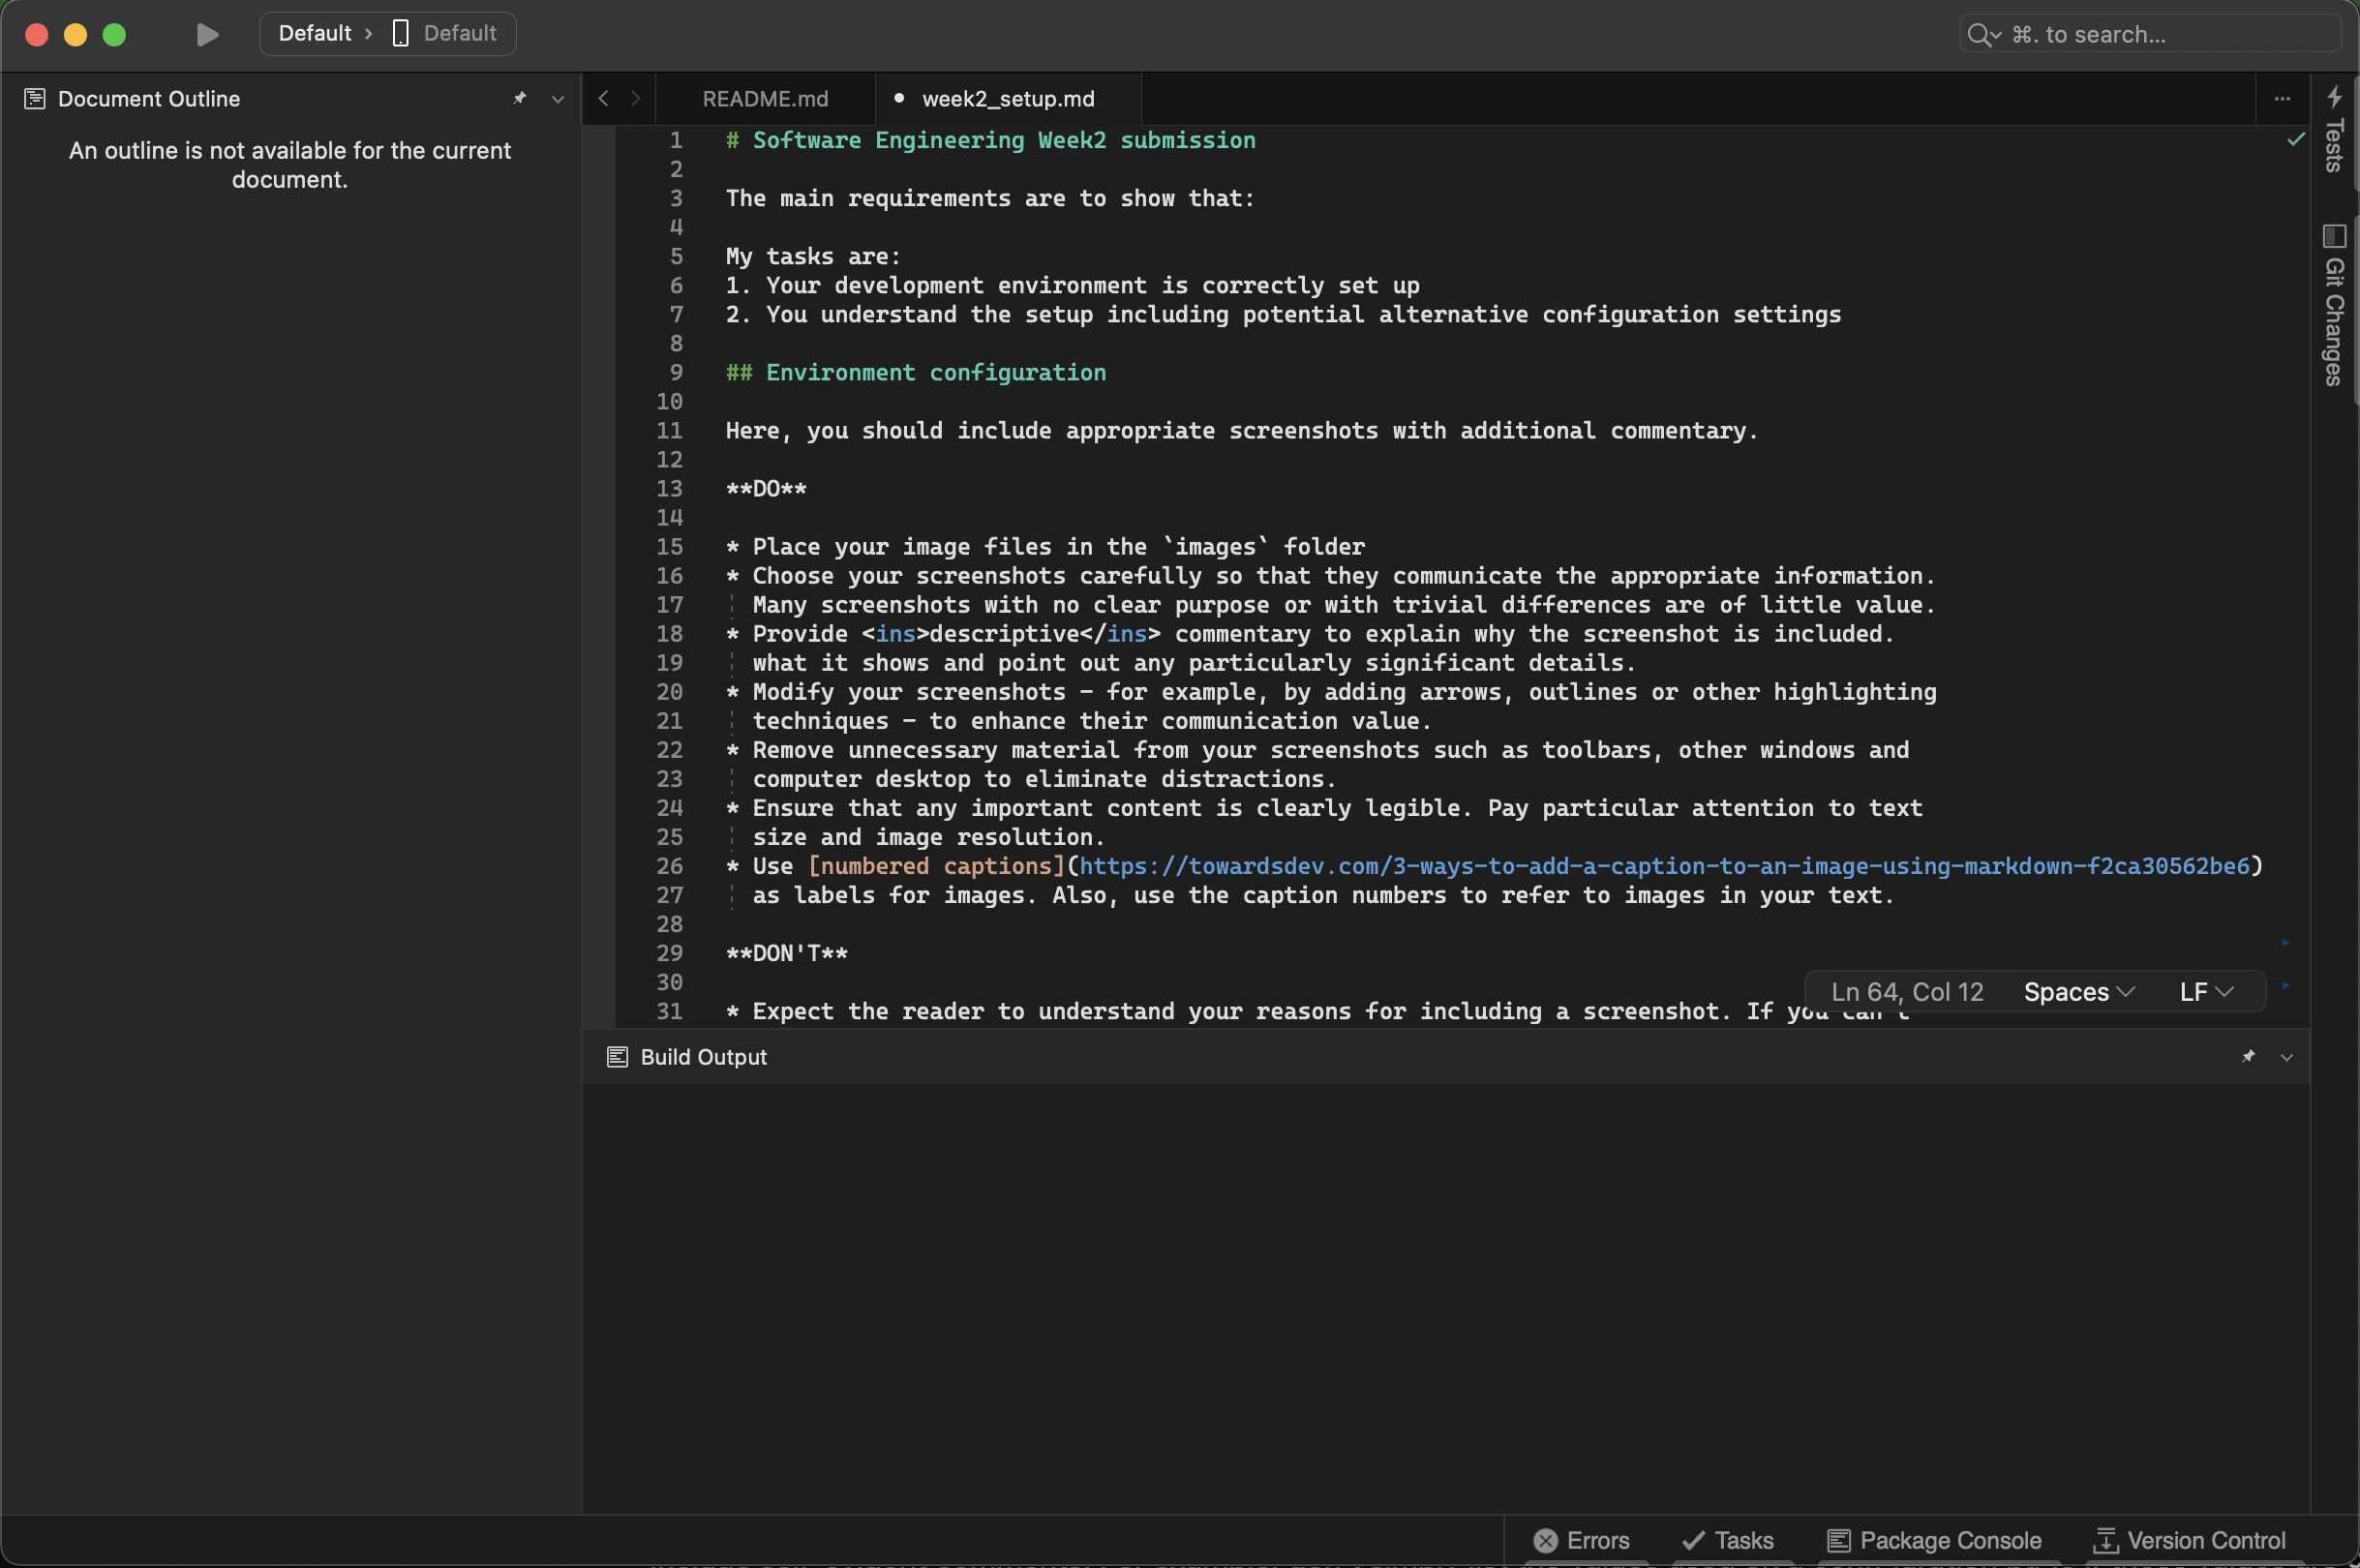 Default › Default
⌘. to search...
Document Outline
An outline is not available for the current
document.
README.md
week2_setup.md
...
1 # Software Engineering Week2 submission
2
3 The main requirements are to show that:
4
5 My tasks are:
6 1. Your development environment is correctly set up
7 2. You understand the setup including potential alternative configuration settings
8
9 ## Environment configuration
10
11 Here, you should include appropriate screenshots with additional commentary.
12
13 **DO**
14
15 * Place your image files in the `images` folder
16 * Choose your screenshots carefully so that they communicate the appropriate information.
17 Many screenshots with no clear purpose or with trivial differences are of little value.
18 * Provide <ins>descriptive</ins> commentary to explain why the screenshot is included.
19 what it shows and point out any particularly significant details.
20 * Modify your screenshots - for example, by adding arrows, outlines or other highlighting
21 techniques - to enhance their communication value.
22 * Remove unnecessary material from your screenshots such as toolbars, other windows and
23 computer desktop to eliminate distractions.
24 * Ensure that any important content is clearly legible. Pay particular attention to text
25 size and image resolution.
26 * Use [numbered captions](https://towardsdev.com/3-ways-to-add-a-caption-to-an-image-using-markdown-f2ca30562be6)
27 as labels for images. Also, use the caption numbers to refer to images in your text.
28
29 **DON'T**
30
31 * Expect the reader to understand your reasons for including a screenshot. If you can't
Ln 64, Col 12 Spaces LF
Tests
Git Changes
Build Output
Errors Tasks Package Console Version Control